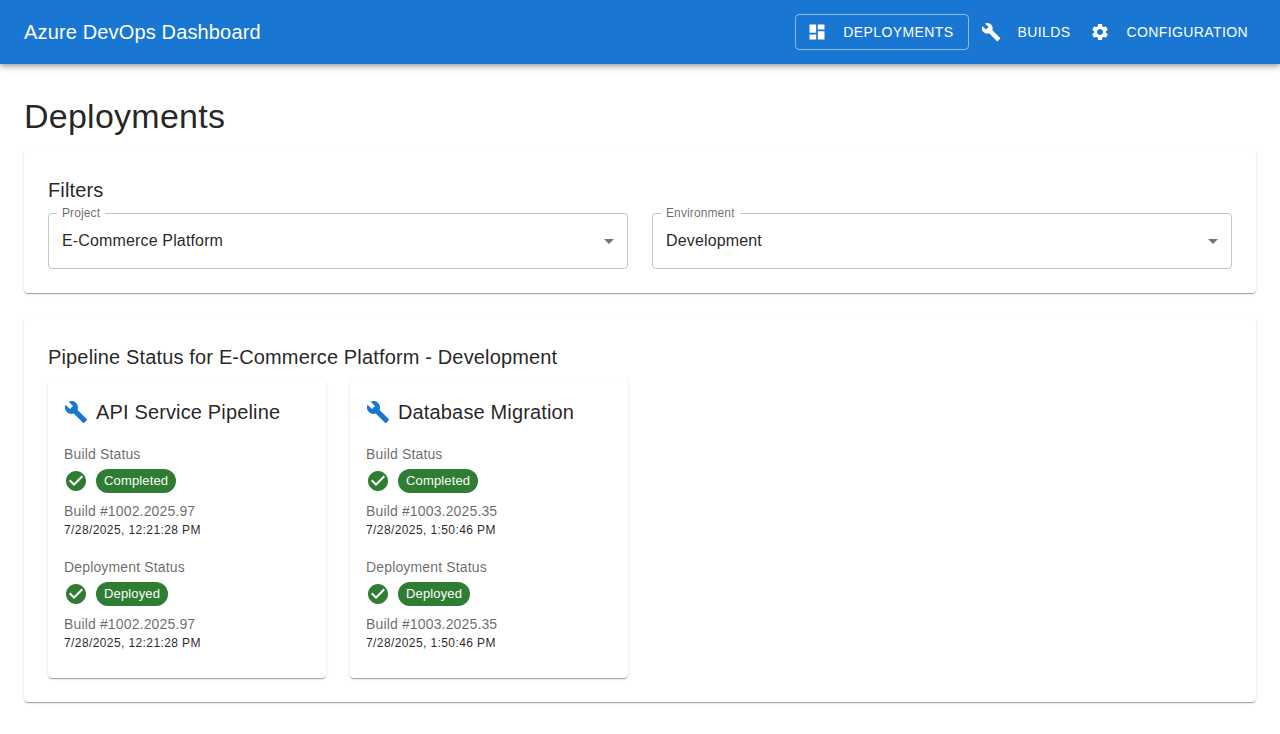 Azure DevOps Dashboard
DEPLOYMENTS
BUILDS
CONFIGURATION
Deployments
Filters
Project
E-Commerce Platform
Environment
Development
Pipeline Status for E-Commerce Platform - Development
API Service Pipeline
Build Status
Completed
Build #1002.2025.97
7/28/2025, 12:21:28 PM
Deployment Status
Deployed
Build #1002.2025.97
7/28/2025, 12:21:28 PM
Database Migration
Build Status
Completed
Build #1003.2025.35
7/28/2025, 1:50:46 PM
Deployment Status
Deployed
Build #1003.2025.35
7/28/2025, 1:50:46 PM